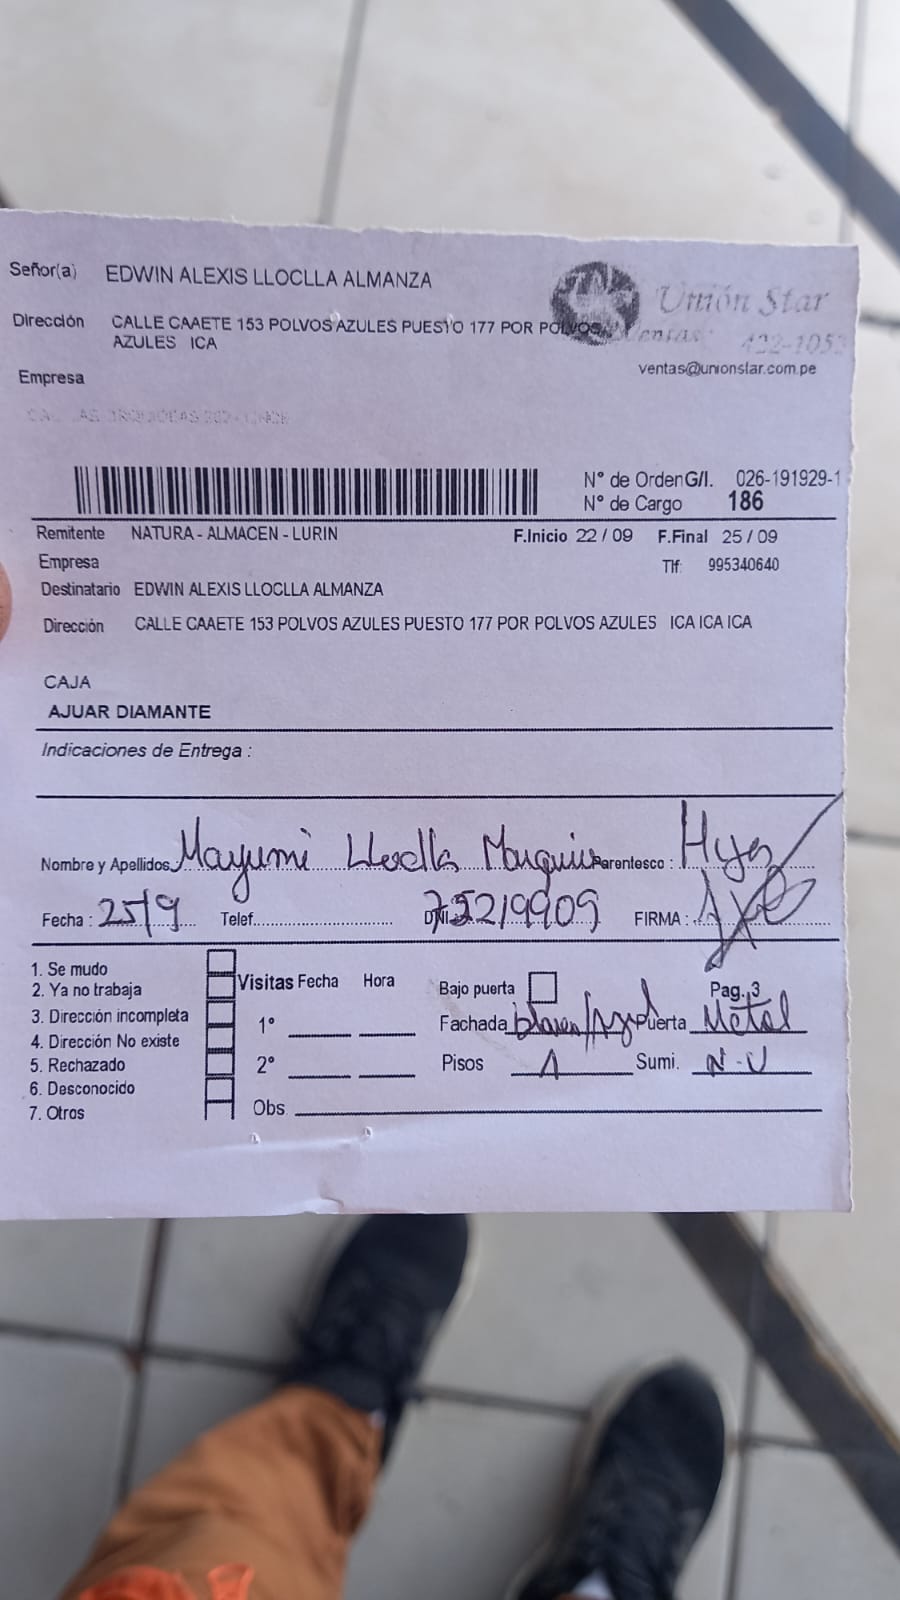 Señor(a) EDWIN ALEXIS LLOCLLA ALMANZA
Unión Star
Dirección CALLE CAAETE 153 POLVOS AZULES PUESTO 177 POR POLVOS
AZULES ICA
Ventas: 422-105
ventas@unionstar.com.pe
Empresa
N° de Orden G/I. 026-191929-1
N° de Cargo 186
Remitente NATURA - ALMACEN - LURIN F.Inicio 22 / 09 F.Final 25 / 09
Empresa Tlf: 995340640
Destinatario EDWIN ALEXIS LLOCLLA ALMANZA
Dirección CALLE CAAETE 153 POLVOS AZULES PUESTO 177 POR POLVOS AZULES ICA ICA ICA
CAJA
AJUAR DIAMANTE
Indicaciones de Entrega :
Nombre y Apellidos Mayumi Parentesco :
Fecha : 25/9 Telef. DNI FIRMA :
1. Se mudo
2. Ya no trabaja
3. Dirección incompleta
4. Dirección No existe
5. Rechazado
6. Desconocido
7. Otros
Visitas Fecha Hora
1°
2°
Obs.
Bajo puerta Pag. 3
Fachada Puerta Metal
Pisos 1 Sumi. N-V